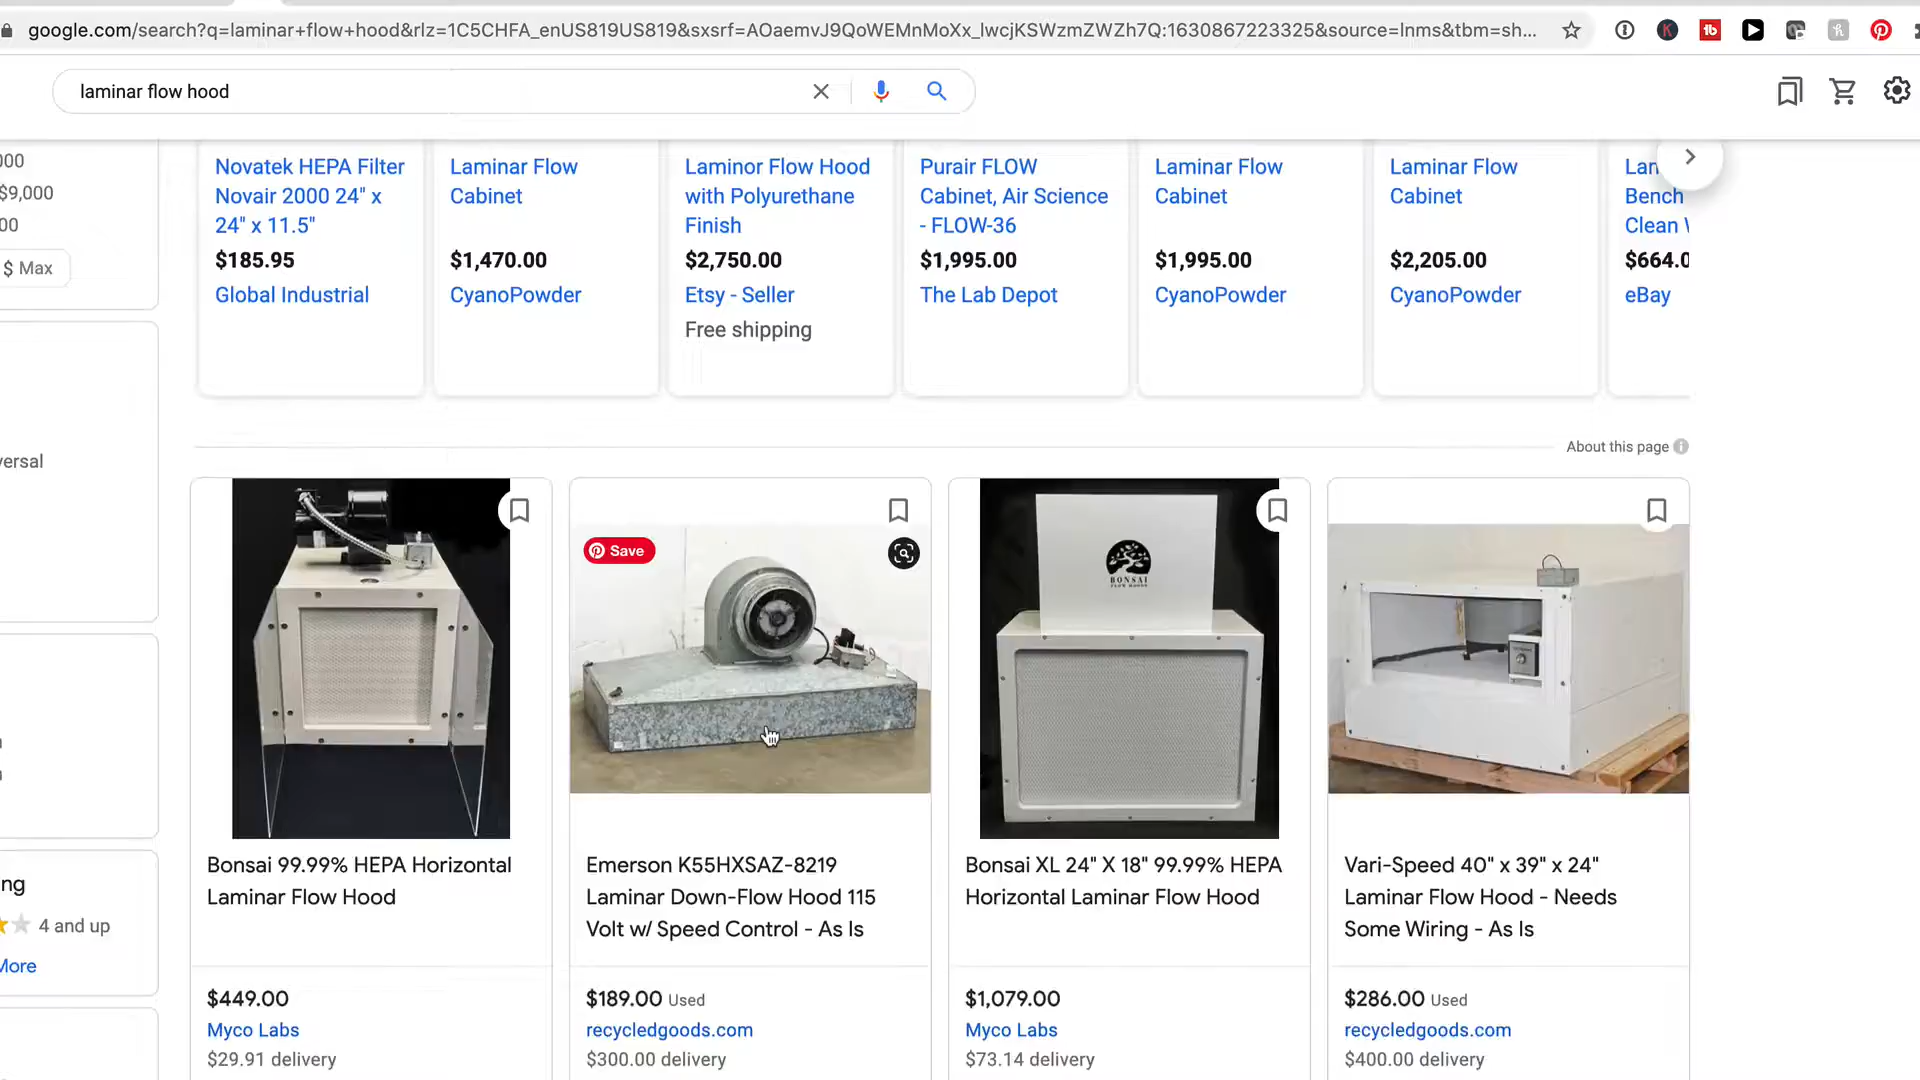 google.com/search?q=laminar+flow+hood&rlz=1C5CHFA_enUS819US819&sxsrf=AOaemvJ9QoWEMnMoXx_lwcjKSWzmZWZh7Q:1630867223325&source=lnms&tbm=sh...
laminar flow hood
000
$9,000
00
$ Max
versal
ng
4 and up
More
Novatek HEPA Filter
Novair 2000 24" x
24" x 11.5"
$185.95
Global Industrial
Laminar Flow
Cabinet
$1,470.00
CyanoPowder
Laminor Flow Hood
with Polyurethane
Finish
$2,750.00
Etsy - Seller
Free shipping
Purair FLOW
Cabinet, Air Science
- FLOW-36
$1,995.00
The Lab Depot
Laminar Flow
Cabinet
$1,995.00
CyanoPowder
Laminar Flow
Cabinet
$2,205.00
CyanoPowder
Lan
Bench
Clean
$664.0
eBay
About this page
Bonsai 99.99% HEPA Horizontal
Laminar Flow Hood
$449.00
Myco Labs
$29.91 delivery
Save
Emerson K55HXSAZ-8219
Laminar Down-Flow Hood 115
Volt w/ Speed Control - As Is
$189.00 Used
recycledgoods.com
$300.00 delivery
BONSAI
FLOW HOODS
Bonsai XL 24" X 18" 99.99% HEPA
Horizontal Laminar Flow Hood
$1,079.00
Myco Labs
$73.14 delivery
Vari-Speed 40" x 39" x 24"
Laminar Flow Hood - Needs
Some Wiring - As Is
$286.00 Used
recycledgoods.com
$400.00 delivery